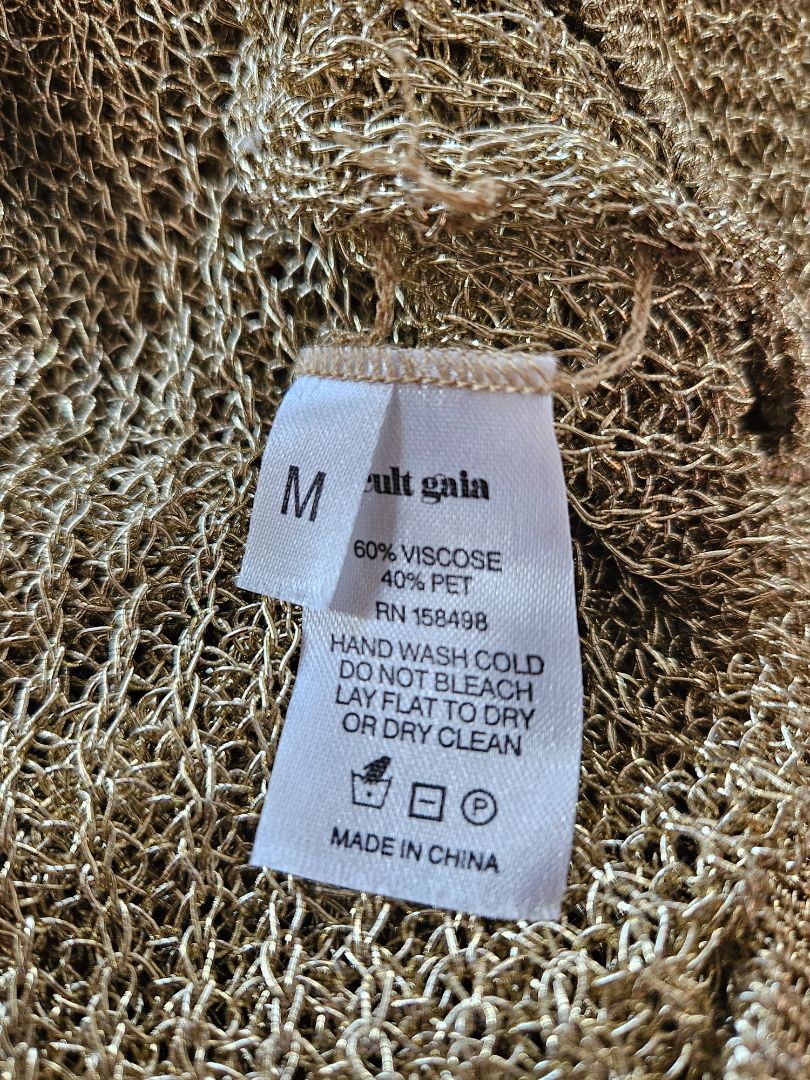 M
cult gaia
60% VISCOSE
40% PET
RN 158498
HAND WASH COLD
DO NOT BLEACH
LAY FLAT TO DRY
OR DRY CLEAN
P
MADE IN CHINA